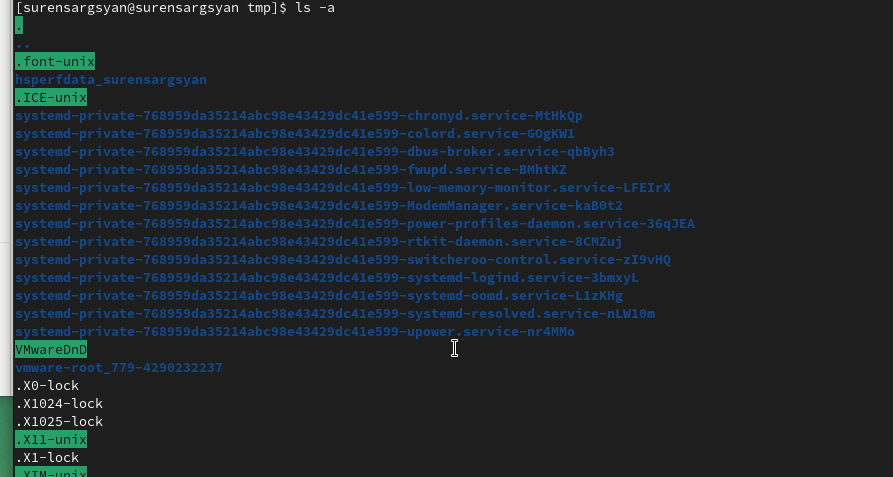 [surensargsyan@surensargsyan tmp]$ ls -a
.
..
.font-unix
hsperfdata_surensargsyan
.ICE-unix
systemd-private-768959da35214abc98e43429dc41e599-chronyd.service-MtHkQp
systemd-private-768959da35214abc98e43429dc41e599-colord.service-GOgKW1
systemd-private-768959da35214abc98e43429dc41e599-dbus-broker.service-qbByh3
systemd-private-768959da35214abc98e43429dc41e599-fwupd.service-BMhtKZ
systemd-private-768959da35214abc98e43429dc41e599-low-memory-monitor.service-LFEIrX
systemd-private-768959da35214abc98e43429dc41e599-ModemManager.service-kaB0t2
systemd-private-768959da35214abc98e43429dc41e599-power-profiles-daemon.service-36qJEA
systemd-private-768959da35214abc98e43429dc41e599-rtkit-daemon.service-8CMZuj
systemd-private-768959da35214abc98e43429dc41e599-switcheroo-control.service-zI9vHQ
systemd-private-768959da35214abc98e43429dc41e599-systemd-logind.service-3bmxyL
systemd-private-768959da35214abc98e43429dc41e599-systemd-oomd.service-L1zKHg
systemd-private-768959da35214abc98e43429dc41e599-systemd-resolved.service-nLW10m
systemd-private-768959da35214abc98e43429dc41e599-upower.service-nr4MMo
VMwareDnD
vmware-root_779-4290232237
.X0-lock
.X1024-lock
.X1025-lock
.X11-unix
.X1-lock
.XIM-unix